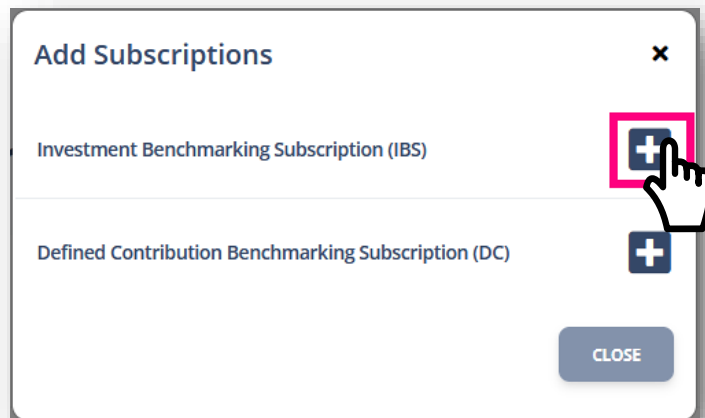 Add Subscriptions
Investment Benchmarking Subscription (IBS)
Defined Contribution Benchmarking Subscription (DC)
CLOSE